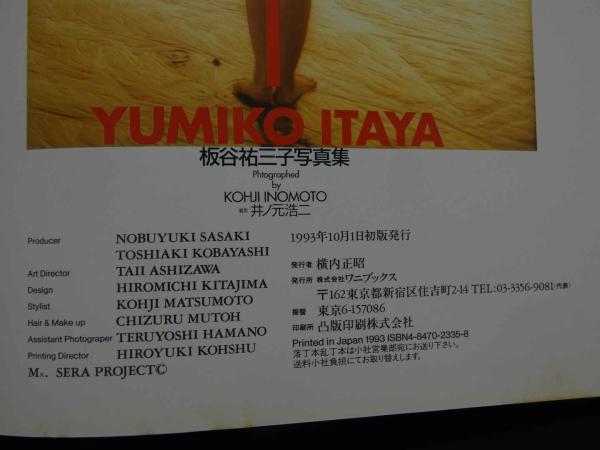 YUMIKO ITAYA
板谷祐三子写真集
Phtographed
by
KOHJI INOMOTO
撮影 井ノ元浩二
Producer NOBUYUKI SASAKI
TOSHIAKI KOBAYASHI
Art Director TAII ASHIZAWA
Design HIROMICHI KITAJIMA
Stylist KOHJI MATSUMOTO
Hair & Make up CHIZURU MUTOH
Assistant Photograper TERUYOSHI HAMANO
Printing Director HIROYUKI KOHSHU
MR. SERA PROJECT©
1993年10月1日初版発行
発行者 横内正昭
発行所 株式会社ワニブックス
〒162東京都新宿区住吉町2-14 TEL:03-3356-9081(代表)
振替 東京6-157086
印刷所 凸版印刷株式会社
Printed in Japan 1993 ISBN4-8470-2335-8
落丁本乱丁本は小社営業部宛にお送り下さい。
送料小社負担にてお取り替えします。